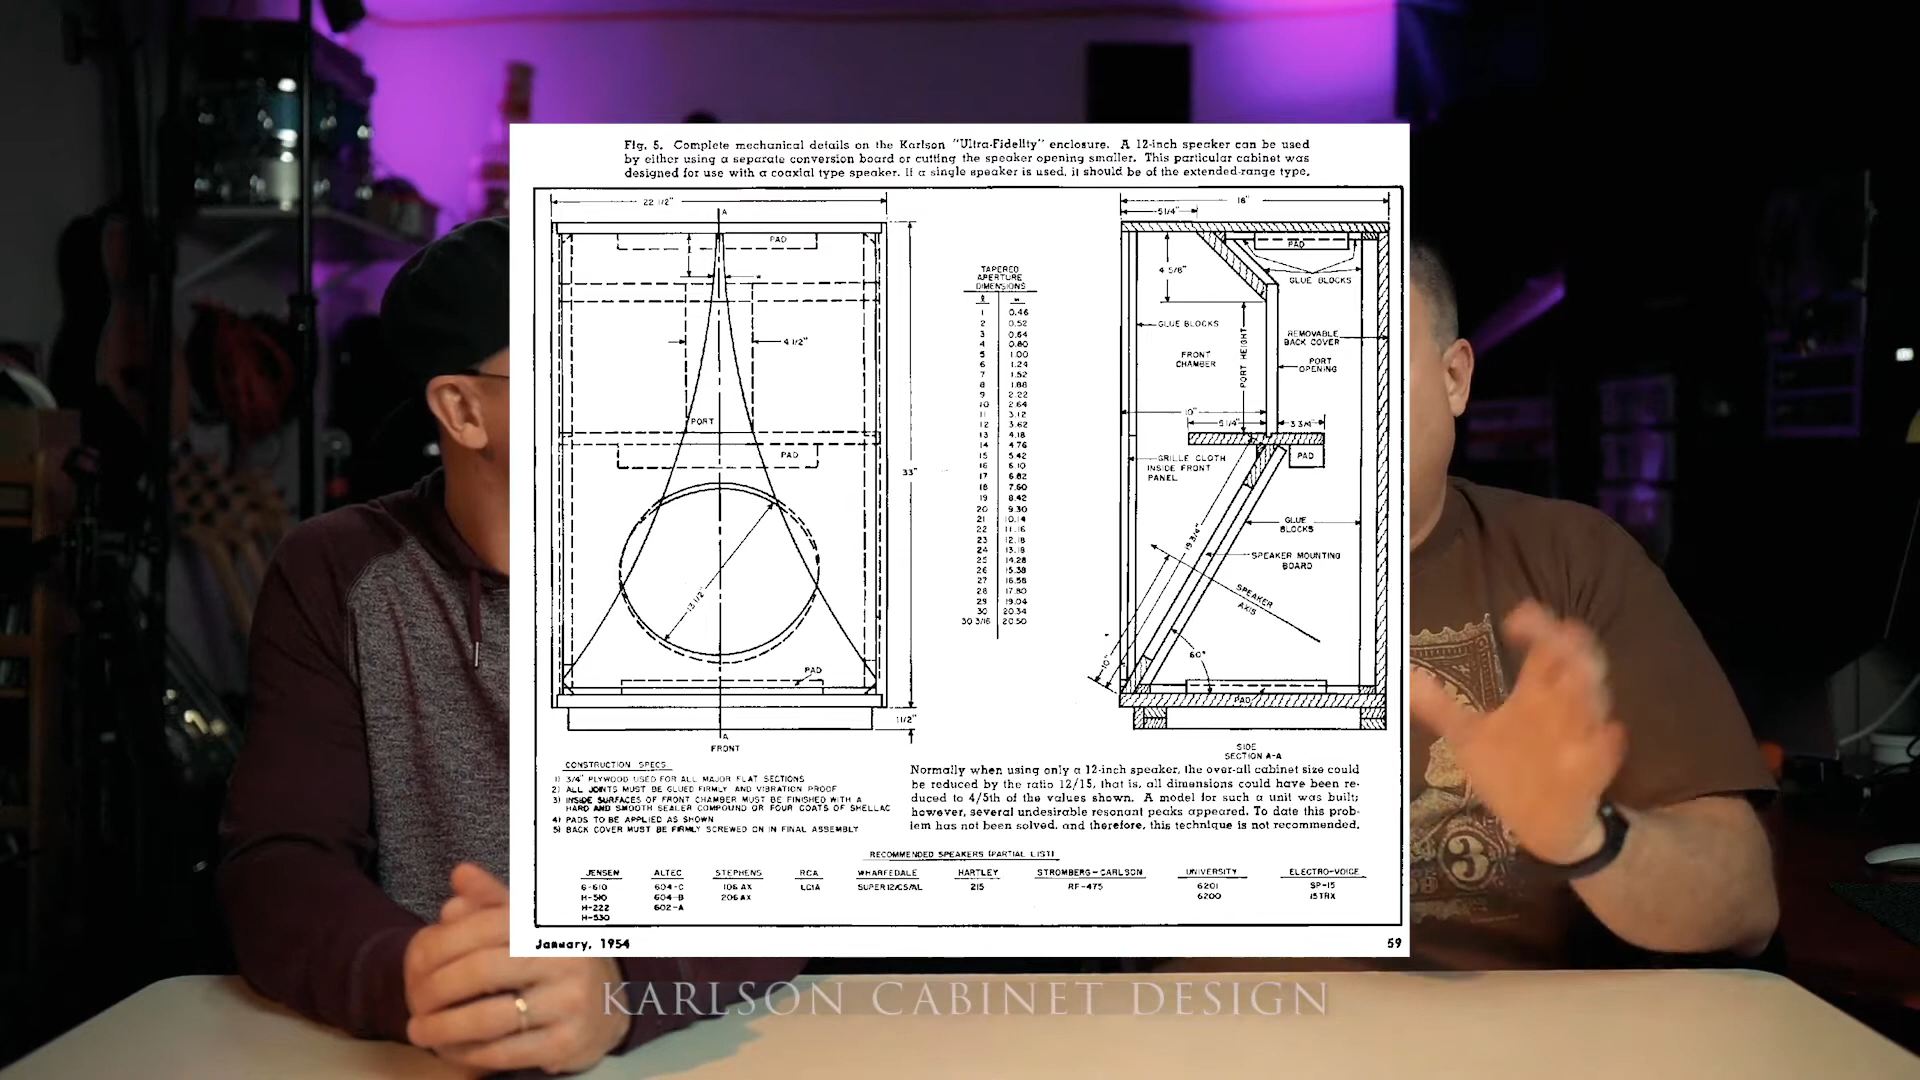 Fig. 5. Complete mechanical details on the Karlson "Ultra-Fidelity" enclosure. A 12-inch speaker can be used
by either using a separate conversion board or cutting the speaker opening smaller. This particular cabinet was
designed for use with a coaxial type speaker. If a single speaker is used, it should be of the extended-range type.
22 1/2"
A
PAD
4 1/2"
PORT
PAD
33"
13 1/2"
PAD
1 1/2"
A
FRONT
TAPERED
APERTURE
DIMENSIONS
ℓ w
1 0.46
2 0.52
3 0.64
4 0.80
5 1.00
6 1.24
7 1.52
8 1.88
9 2.22
10 2.64
11 3.12
12 3.62
13 4.18
14 4.76
15 5.42
16 6.10
17 6.82
18 7.60
19 8.42
20 9.30
21 10.14
22 11.16
23 12.18
24 13.18
25 14.28
26 15.38
27 16.58
28 17.80
29 19.04
30 20.34
30 3/16 20.50
18"
5 1/4"
PAD
4 5/8"
GLUE BLOCKS
GLUE BLOCKS
REMOVABLE
BACK COVER
FRONT
CHAMBER
PORT HEIGHT
PORT
OPENING
10"
5 1/4"
3 3/4"
GRILLE CLOTH
INSIDE FRONT
PANEL
PAD
GLUE
BLOCKS
19 3/4"
SPEAKER MOUNTING
BOARD
SPEAKER
AXIS
60°
10"
PAD
SIDE
SECTION A-A
CONSTRUCTION SPECS
1) 3/4" PLYWOOD USED FOR ALL MAJOR FLAT SECTIONS
2) ALL JOINTS MUST BE GLUED FIRMLY AND VIBRATION PROOF
3) INSIDE SURFACES OF FRONT CHAMBER MUST BE FINISHED WITH A
HARD AND SMOOTH SEALER COMPOUND OR FOUR COATS OF SHELLAC
4) PADS TO BE APPLIED AS SHOWN
5) BACK COVER MUST BE FIRMLY SCREWED ON IN FINAL ASSEMBLY
Normally when using only a 12-inch speaker, the over-all cabinet size could
be reduced by the ratio 12/15, that is, all dimensions could have been re-
duced to 4/5th of the values shown. A model for such a unit was built;
however, several undesirable resonant peaks appeared. To date this prob-
lem has not been solved, and therefore, this technique is not recommended.
RECOMMENDED SPEAKERS (PARTIAL LIST)
JENSEN ALTEC STEPHENS RCA WHARFEDALE HARTLEY STROMBERG-CARLSON UNIVERSITY ELECTRO-VOICE
G-610 604-C 106 AX LC1A SUPER 12/CS/AL 215 RF-475 6201 SP-15
H-510 604-B 206 AX 6200 15 TRX
H-222 602-A
H-530
January, 1954 59
KARLSON CABINET DESIGN
3